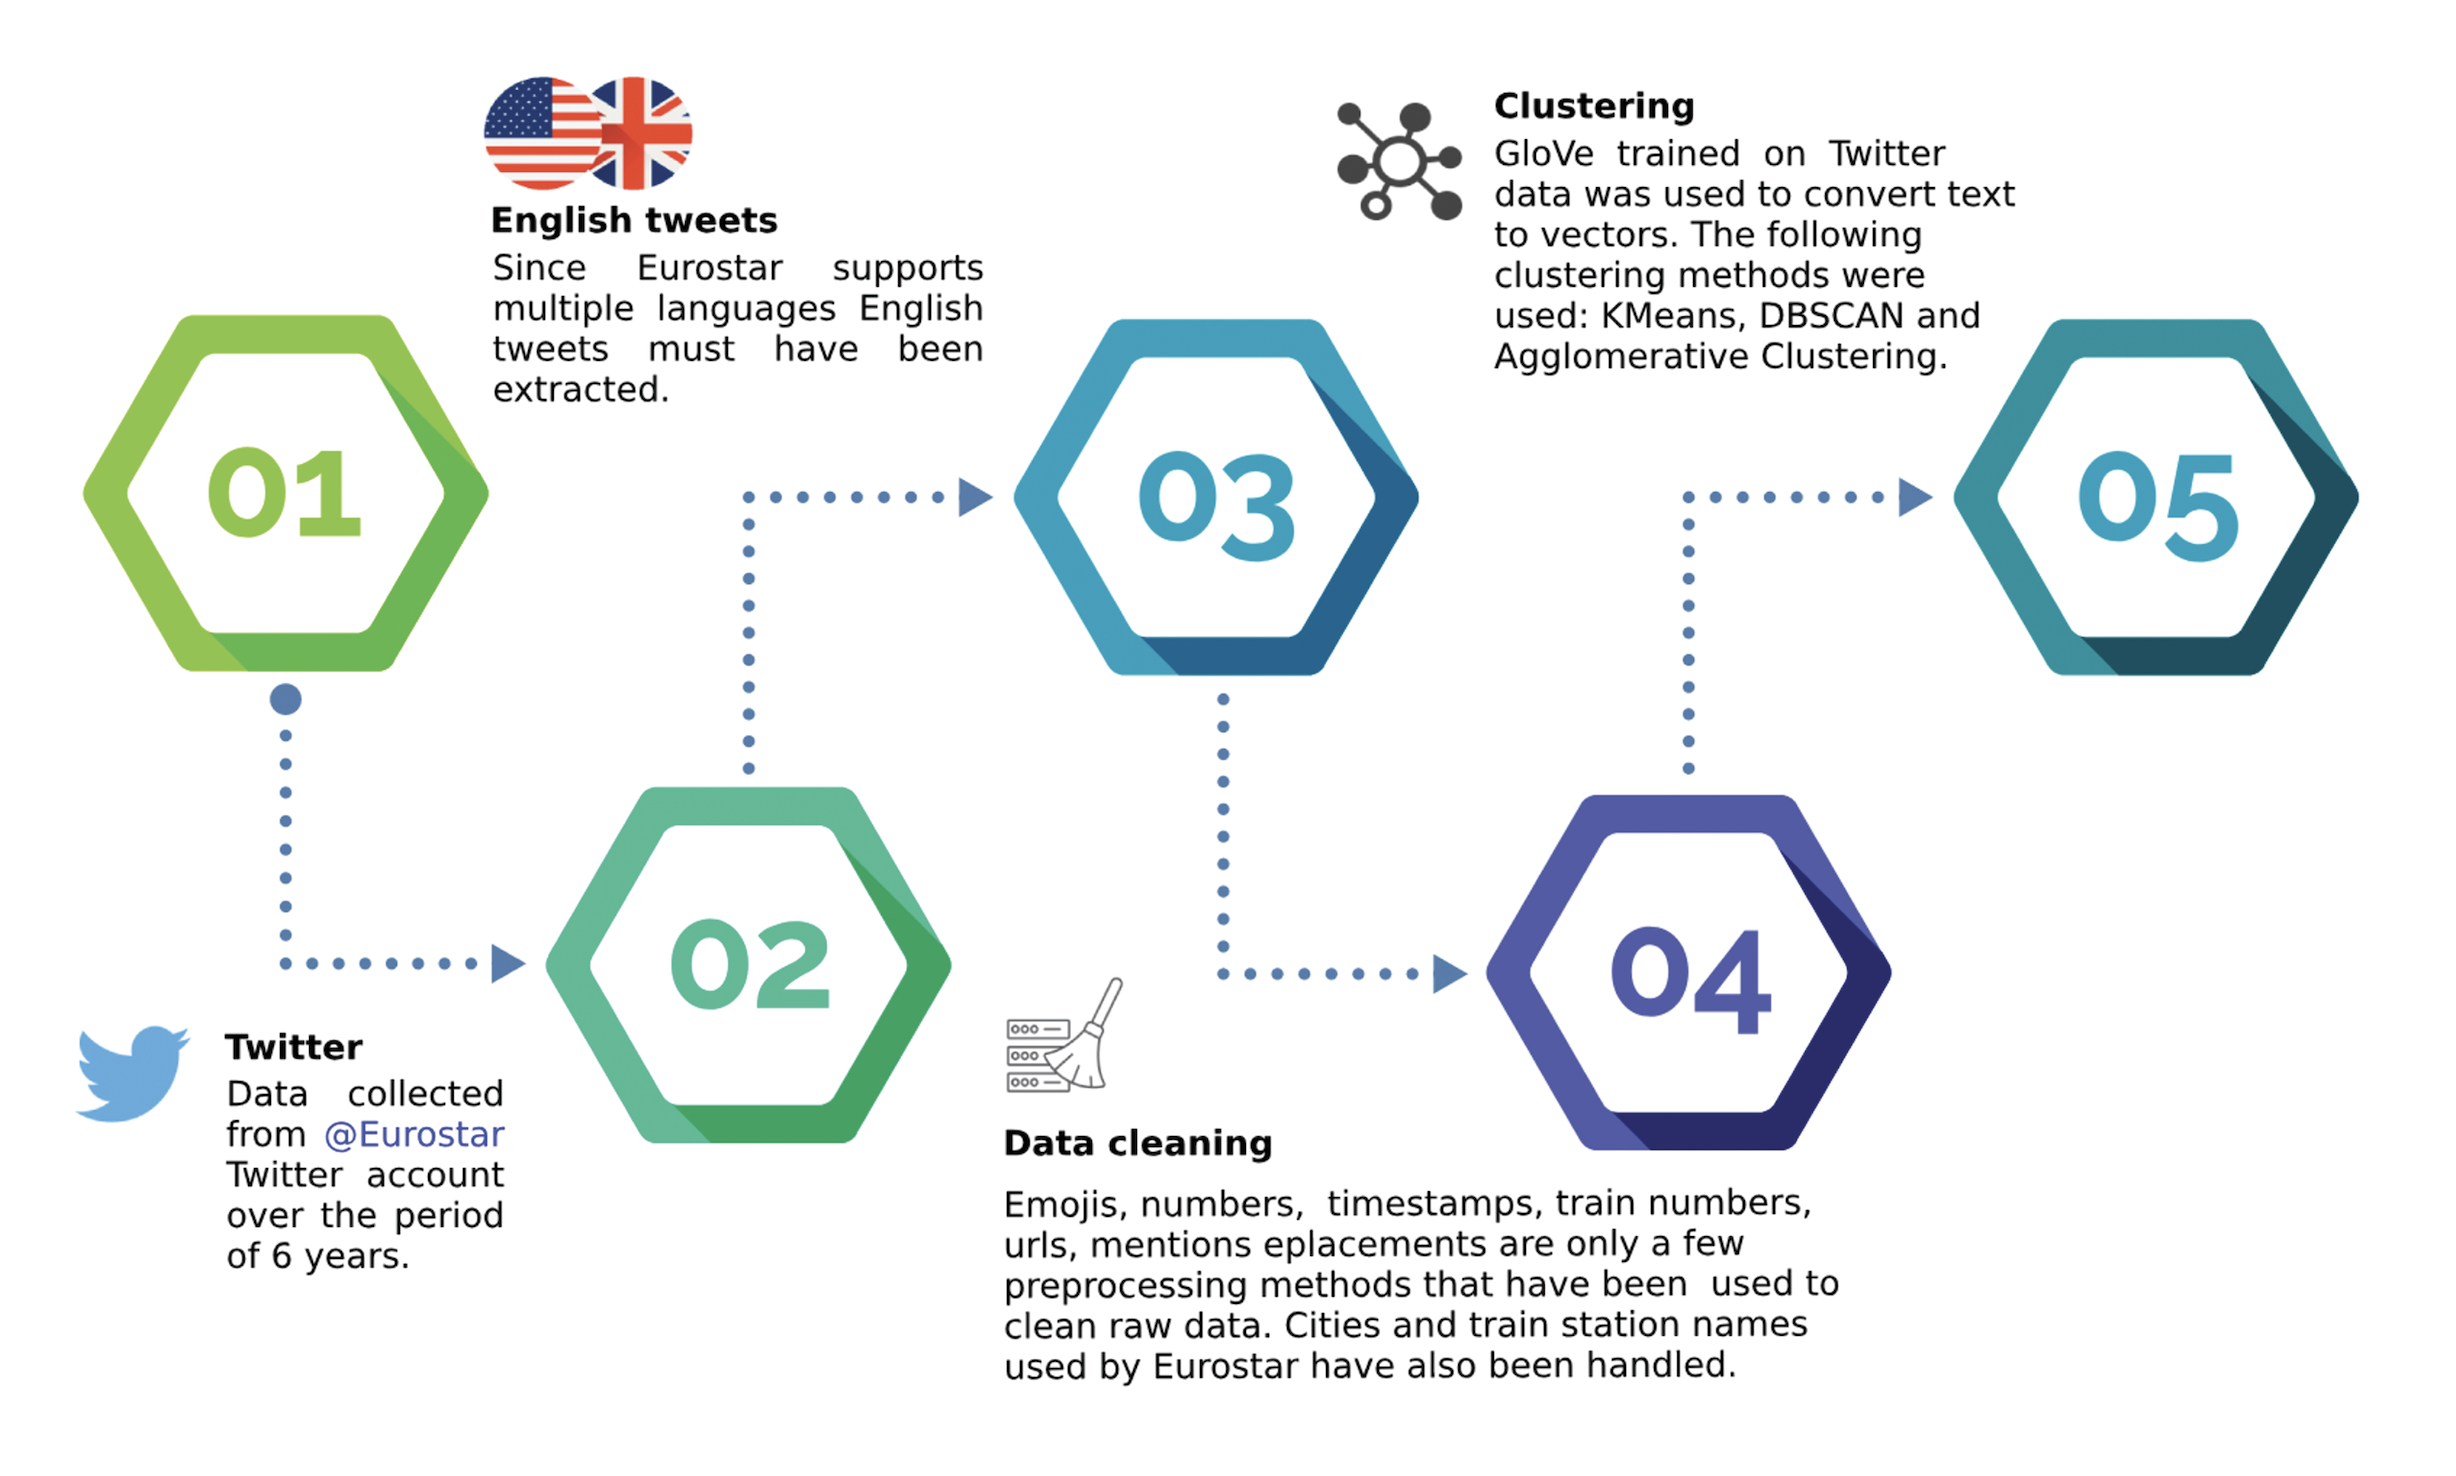 01
Twitter
Data collected
from @Eurostar
Twitter account
over the period
of 6 years.
02
English tweets
Since Eurostar supports
multiple languages English
tweets must have been
extracted.
03
Data cleaning
Emojis, numbers, timestamps, train numbers,
urls, mentions eplacements are only a few
preprocessing methods that have been used to
clean raw data. Cities and train station names
used by Eurostar have also been handled.
04
Clustering
GloVe trained on Twitter
data was used to convert text
to vectors. The following
clustering methods were
used: KMeans, DBSCAN and
Agglomerative Clustering.
05